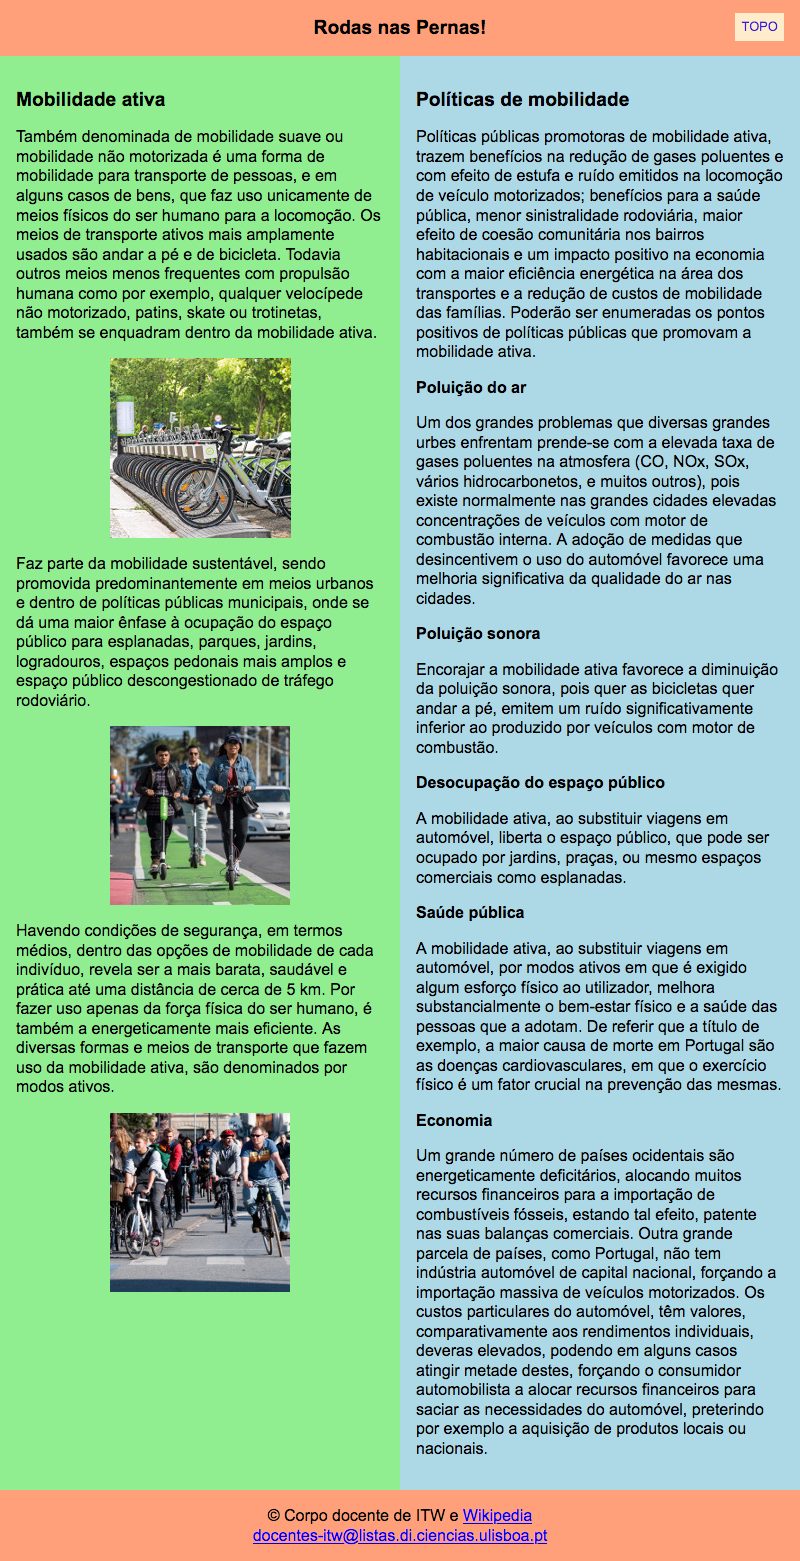 Rodas nas Pernas!
TOPO
Mobilidade ativa
Também denominada de mobilidade suave ou
mobilidade não motorizada é uma forma de
mobilidade para transporte de pessoas, e em
alguns casos de bens, que faz uso unicamente de
meios físicos do ser humano para a locomoção. Os
meios de transporte ativos mais amplamente
usados são andar a pé e de bicicleta. Todavia
outros meios menos frequentes com propulsão
humana como por exemplo, qualquer velocípede
não motorizado, patins, skate ou trotinetas,
também se enquadram dentro da mobilidade ativa.
Faz parte da mobilidade sustentável, sendo
promovida predominantemente em meios urbanos
e dentro de políticas públicas municipais, onde se
dá uma maior ênfase à ocupação do espaço
público para esplanadas, parques, jardins,
logradouros, espaços pedonais mais amplos e
espaço público descongestionado de tráfego
rodoviário.
Havendo condições de segurança, em termos
médios, dentro das opções de mobilidade de cada
indivíduo, revela ser a mais barata, saudável e
prática até uma distância de cerca de 5 km. Por
fazer uso apenas da força física do ser humano, é
também a energeticamente mais eficiente. As
diversas formas e meios de transporte que fazem
uso da mobilidade ativa, são denominados por
modos ativos.
Políticas de mobilidade
Políticas públicas promotoras de mobilidade ativa,
trazem benefícios na redução de gases poluentes e
com efeito de estufa e ruído emitidos na locomoção
de veículo motorizados; benefícios para a saúde
pública, menor sinistralidade rodoviária, maior
efeito de coesão comunitária nos bairros
habitacionais e um impacto positivo na economia
com a maior eficiência energética na área dos
transportes e a redução de custos de mobilidade
das famílias. Poderão ser enumeradas os pontos
positivos de políticas públicas que promovam a
mobilidade ativa.
Poluição do ar
Um dos grandes problemas que diversas grandes
urbes enfrentam prende-se com a elevada taxa de
gases poluentes na atmosfera (CO, NOx, SOx,
vários hidrocarbonetos, e muitos outros), pois
existe normalmente nas grandes cidades elevadas
concentrações de veículos com motor de
combustão interna. A adoção de medidas que
desincentivem o uso do automóvel favorece uma
melhoria significativa da qualidade do ar nas
cidades.
Poluição sonora
Encorajar a mobilidade ativa favorece a diminuição
da poluição sonora, pois quer as bicicletas quer
andar a pé, emitem um ruído significativamente
inferior ao produzido por veículos com motor de
combustão.
Desocupação do espaço público
A mobilidade ativa, ao substituir viagens em
automóvel, liberta o espaço público, que pode ser
ocupado por jardins, praças, ou mesmo espaços
comerciais como esplanadas.
Saúde pública
A mobilidade ativa, ao substituir viagens em
automóvel, por modos ativos em que é exigido
algum esforço físico ao utilizador, melhora
substancialmente o bem-estar físico e a saúde das
pessoas que a adotam. De referir que a título de
exemplo, a maior causa de morte em Portugal são
as doenças cardiovasculares, em que o exercício
físico é um fator crucial na prevenção das mesmas.
Economia
Um grande número de países ocidentais são
energeticamente deficitários, alocando muitos
recursos financeiros para a importação de
combustíveis fósseis, estando tal efeito, patente
nas suas balanças comerciais. Outra grande
parcela de países, como Portugal, não tem
indústria automóvel de capital nacional, forçando a
importação massiva de veículos motorizados. Os
custos particulares do automóvel, têm valores,
comparativamente aos rendimentos individuais,
deveras elevados, podendo em alguns casos
atingir metade destes, forçando o consumidor
automobilista a alocar recursos financeiros para
saciar as necessidades do automóvel, preterindo
por exemplo a aquisição de produtos locais ou
nacionais.
© Corpo docente de ITW e Wikipedia
docentes-itw@listas.di.ciencias.ulisboa.pt